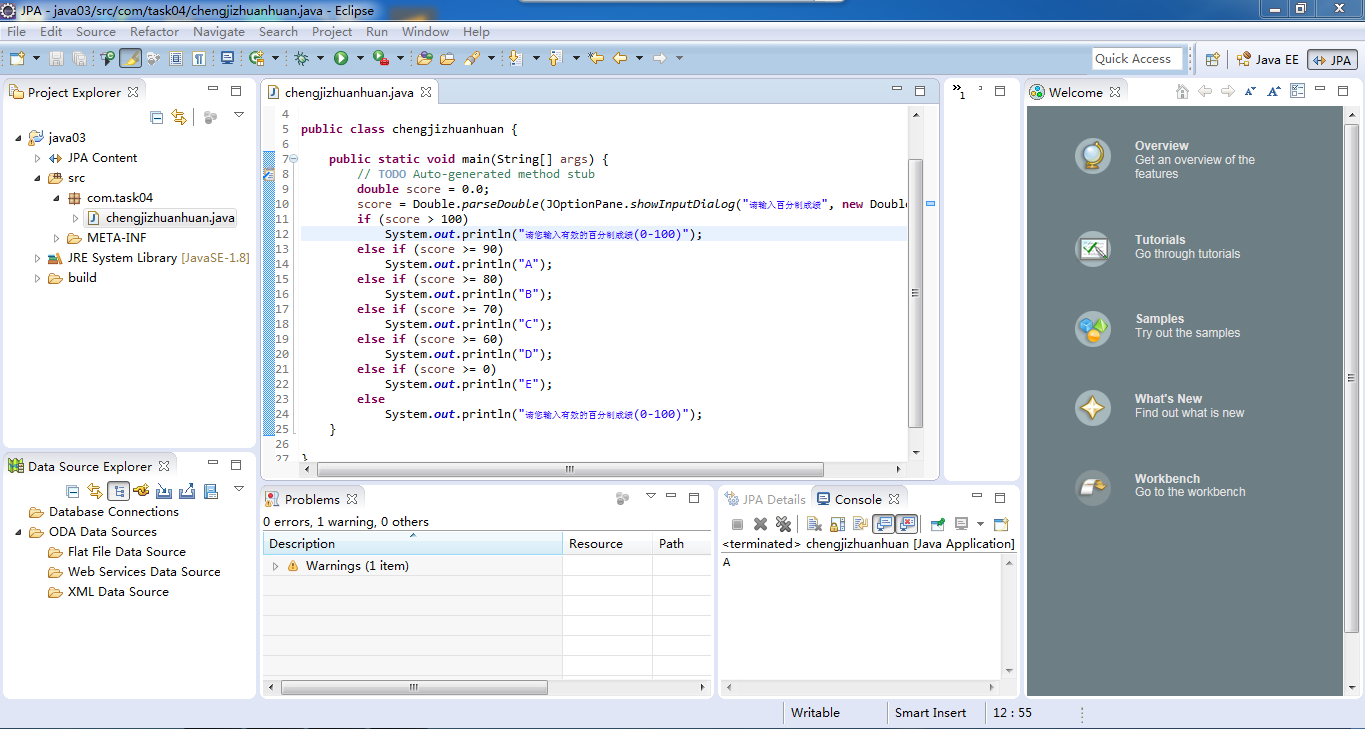 JPA - java03/src/com/task04/chengjizhuanhuan.java - Eclipse
File Edit Source Refactor Navigate Search Project Run Window Help
Quick Access
Java EE
JPA
Project Explorer
java03
JPA Content
src
com.task04
chengjizhuanhuan.java
META-INF
JRE System Library [JavaSE-1.8]
build
Data Source Explorer
Database Connections
ODA Data Sources
Flat File Data Source
Web Services Data Source
XML Data Source
chengjizhuanhuan.java
4
5 public class chengjizhuanhuan {
6
7 public static void main(String[] args) {
8 // TODO Auto-generated method stub
9 double score = 0.0;
10 score = Double.parseDouble(JOptionPane.showInputDialog("请输入百分制成绩", new Double
11 if (score > 100)
12 System.out.println("请您输入有效的百分制成绩(0-100)");
13 else if (score >= 90)
14 System.out.println("A");
15 else if (score >= 80)
16 System.out.println("B");
17 else if (score >= 70)
18 System.out.println("C");
19 else if (score >= 60)
20 System.out.println("D");
21 else if (score >= 0)
22 System.out.println("E");
23 else
24 System.out.println("请您输入有效的百分制成绩(0-100)");
25 }
26
27 }
Problems
0 errors, 1 warning, 0 others
Description Resource Path
Warnings (1 item)
JPA Details
Console
<terminated> chengjizhuanhuan [Java Application]
A
»1
Welcome
Overview
Get an overview of the
features
Tutorials
Go through tutorials
Samples
Try out the samples
What's New
Find out what is new
Workbench
Go to the workbench
Writable
Smart Insert
12 : 55